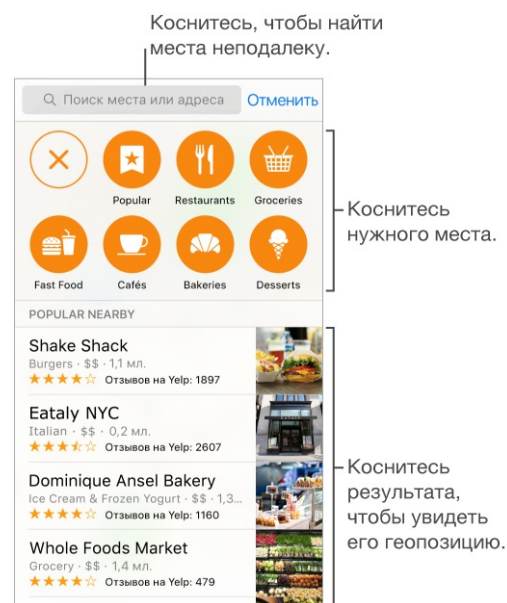 Коснитесь, чтобы найти
места неподалеку.
Поиск места или адреса
Отменить
Popular
Restaurants
Groceries
Fast Food
Cafés
Bakeries
Desserts
Коснитесь
нужного места.
POPULAR NEARBY
Shake Shack
Burgers · $$ · 1,1 мл.
Отзывов на Yelp: 1897
Eataly NYC
Italian · $$ · 0,2 мл.
Отзывов на Yelp: 2607
Dominique Ansel Bakery
Ice Cream & Frozen Yogurt · $$ · 1,3...
Отзывов на Yelp: 1160
Whole Foods Market
Grocery · $$ · 1,4 мл.
Отзывов на Yelp: 479
Коснитесь
результата,
чтобы увидеть
его геопозицию.